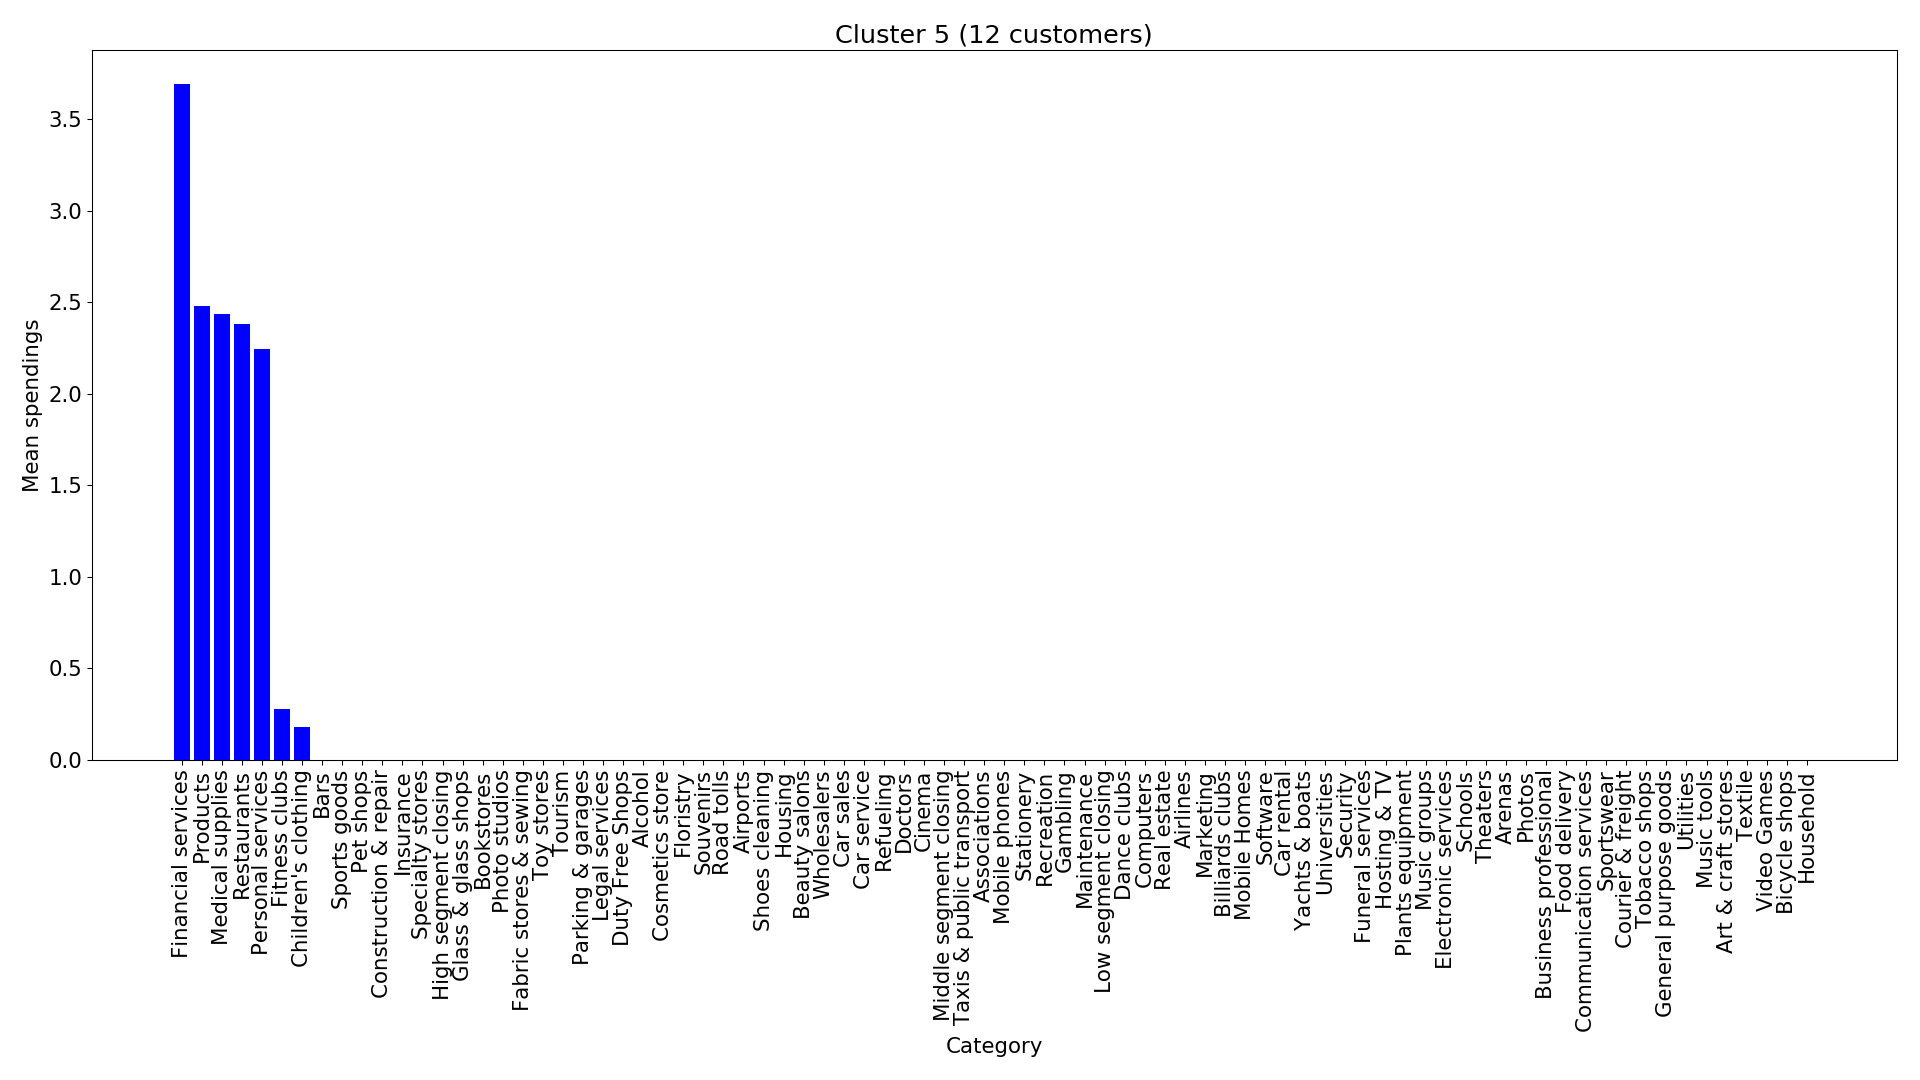 Cluster 5 (12 customers)
Mean spendings
3.5
3.0
2.5
2.0
1.5
1.0
0.5
0.0
Financial services
Products
Medical supplies
Restaurants
Personal services
Fitness clubs
Children's clothing
Bars
Sports goods
Pet shops
Construction & repair
Insurance
Specialty stores
High segment closing
Glass & glass shops
Bookstores
Photo studios
Fabric stores & sewing
Toy stores
Tourism
Parking & garages
Legal services
Duty Free Shops
Alcohol
Cosmetics store
Floristry
Souvenirs
Road tolls
Airports
Shoes cleaning
Housing
Beauty salons
Wholesalers
Car sales
Car service
Refueling
Doctors
Cinema
Middle segment closing
Taxis & public transport
Associations
Mobile phones
Stationery
Recreation
Gambling
Maintenance
Low segment closing
Dance clubs
Computers
Real estate
Airlines
Marketing
Billiards clubs
Mobile Homes
Software
Car rental
Yachts & boats
Universities
Security
Funeral services
Hosting & TV
Plants equipment
Music groups
Electronic services
Schools
Theaters
Arenas
Photos
Business professional
Food delivery
Communication services
Sportswear
Courier & freight
Tobacco shops
General purpose goods
Utilities
Music tools
Art & craft stores
Textile
Video Games
Bicycle shops
Household
Category